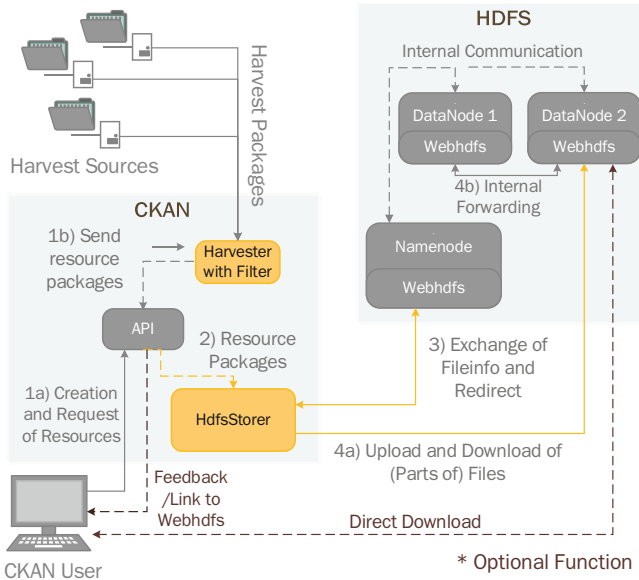 HDFS
Internal Communication
DataNode 1
Webhdfs
DataNode 2
Webhdfs
4b) Internal
Forwarding
Namenode
Webhdfs
Harvest Packages
Harvest Sources
CKAN
1b) Send
resource
packages
Harvester
with Filter
API
2) Resource
Packages
3) Exchange of
Fileinfo and
Redirect
1a) Creation
and Request
of Resources
HdfsStorer
4a) Upload and Download of
(Parts of) Files
Feedback
/Link to
Webhdfs
Direct Download
CKAN User
* Optional Function